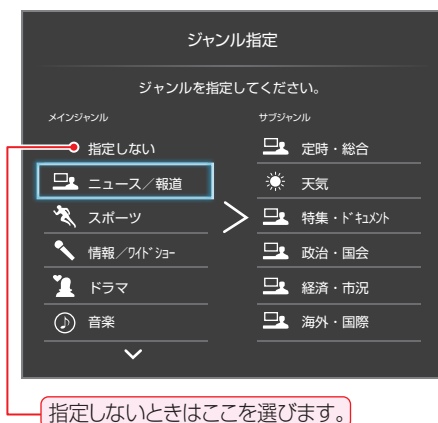 ジャンル指定
ジャンルを指定してください。
メインジャンル
サブジャンル
指定しない
定時・総合
ニュース／報道
天気
スポーツ
特集・ﾄﾞｷｭﾒﾝﾄ
情報／ﾜｲﾄﾞｼｮｰ
政治・国会
ドラマ
経済・市況
音楽
海外・国際
指定しないときはここを選びます。